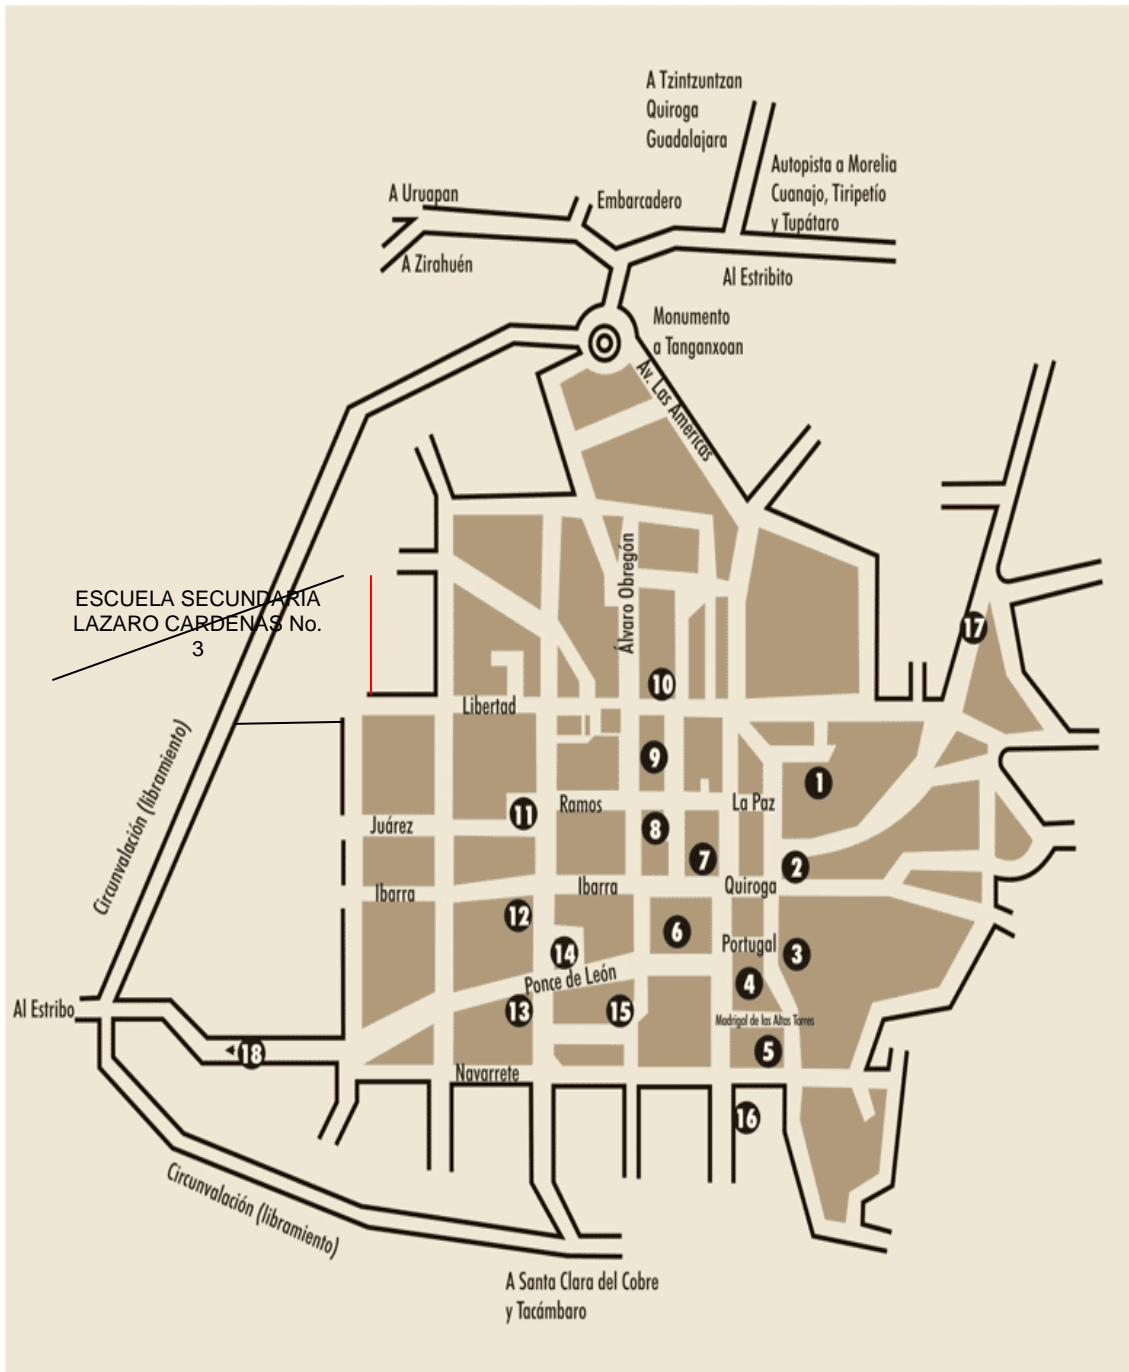 A Tzintzuntzan
Quiroga
Guadalajara
Autopista a Morelia
Cuanajo, Tiripetío
y Tupátaro
A Uruapan
Embarcadero
A Zirahuén
Al Estribito
Monumento
a Tanganxoan
Av. Las Americas
Álvaro Obregón
ESCUELA SECUNDARIA
LAZARO CARDENAS No.
3
17
10
Libertad
Circunvalación (libramiento)
9
1
Ramos
La Paz
11
Juárez
8
7
2
Ibarra
Ibarra
Quiroga
12
6
Portugal
14
3
Ponce de León
4
Al Estribo
13
15
Madrigal de las Altas Torres
18
5
Navarrete
16
Circunvalación (libramiento)
A Santa Clara del Cobre
y Tacámbaro